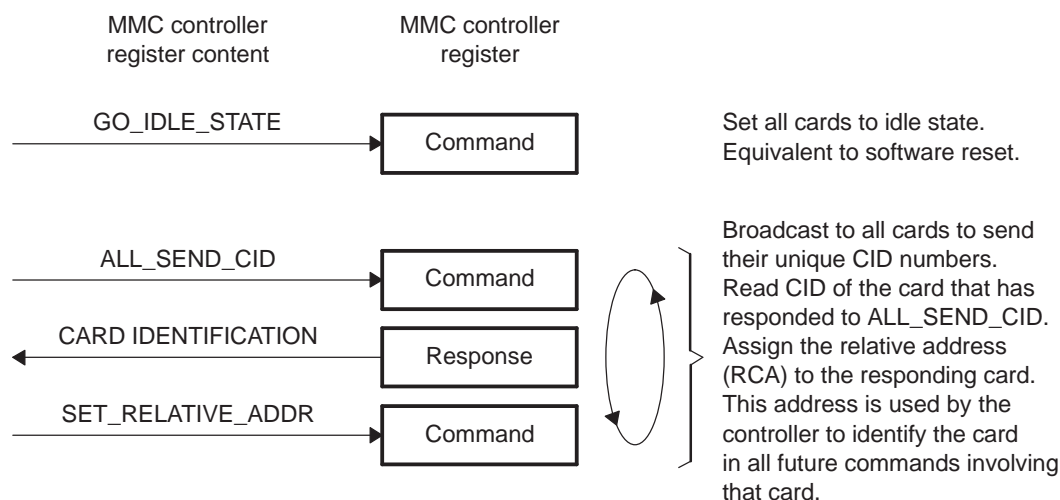 MMC controller
register content
MMC controller
register
GO_IDLE_STATE
Command
Set all cards to idle state.
Equivalent to software reset.
ALL_SEND_CID
Command
CARD IDENTIFICATION
Response
SET_RELATIVE_ADDR
Command
Broadcast to all cards to send
their unique CID numbers.
Read CID of the card that has
responded to ALL_SEND_CID.
Assign the relative address
(RCA) to the responding card.
This address is used by the
controller to identify the card
in all future commands involving
that card.